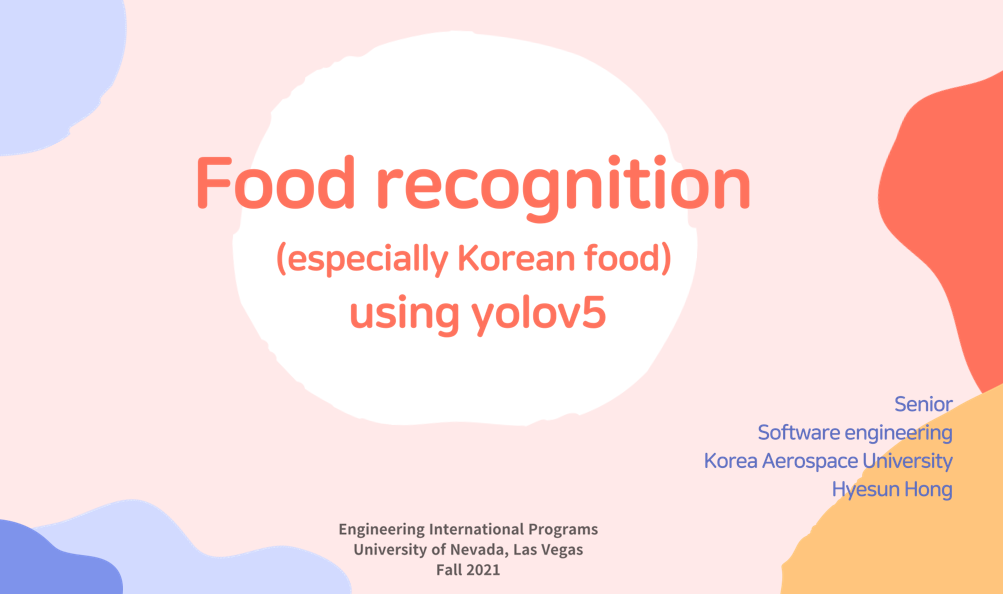 Food recognition
(especially Korean food)
using yolov5
Senior
Software engineering
Korea Aerospace University
Hyesun Hong
Engineering International Programs
University of Nevada, Las Vegas
Fall 2021